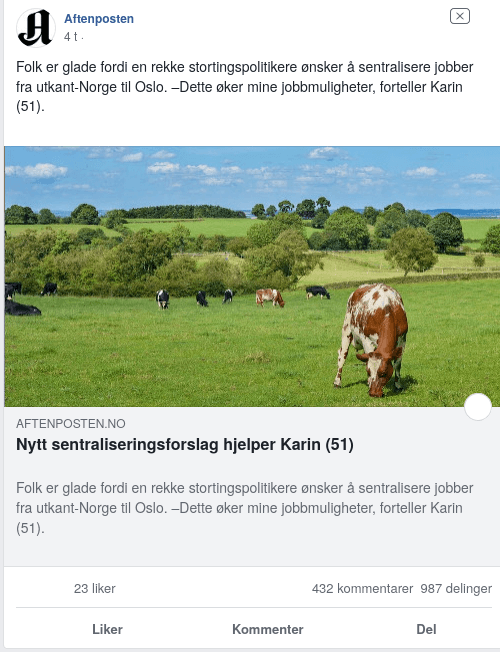 Aftenposten
4 t ·
Folk er glade fordi en rekke stortingspolitikere ønsker å sentralisere jobber
fra utkant-Norge til Oslo. –Dette øker mine jobbmuligheter, forteller Karin
(51).
AFTENPOSTEN.NO
Nytt sentraliseringsforslag hjelper Karin (51)
Folk er glade fordi en rekke stortingspolitikere ønsker å sentralisere jobber
fra utkant-Norge til Oslo. –Dette øker mine jobbmuligheter, forteller Karin
(51).
23 liker 432 kommentarer 987 delinger
Liker Kommenter Del